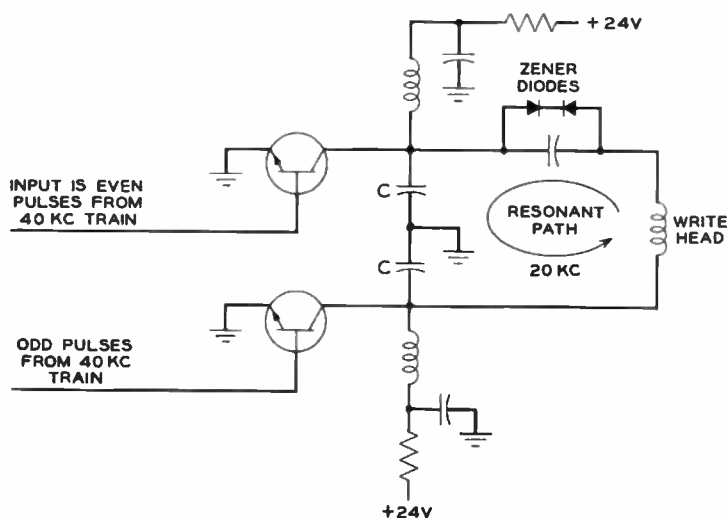 +24V
ZENER
DIODES
INPUT IS EVEN
PULSES FROM
40 KC TRAIN
C
RESONANT
PATH
20 KC
WRITE
HEAD
C
ODD PULSES
FROM 40 KC
TRAIN
+24V